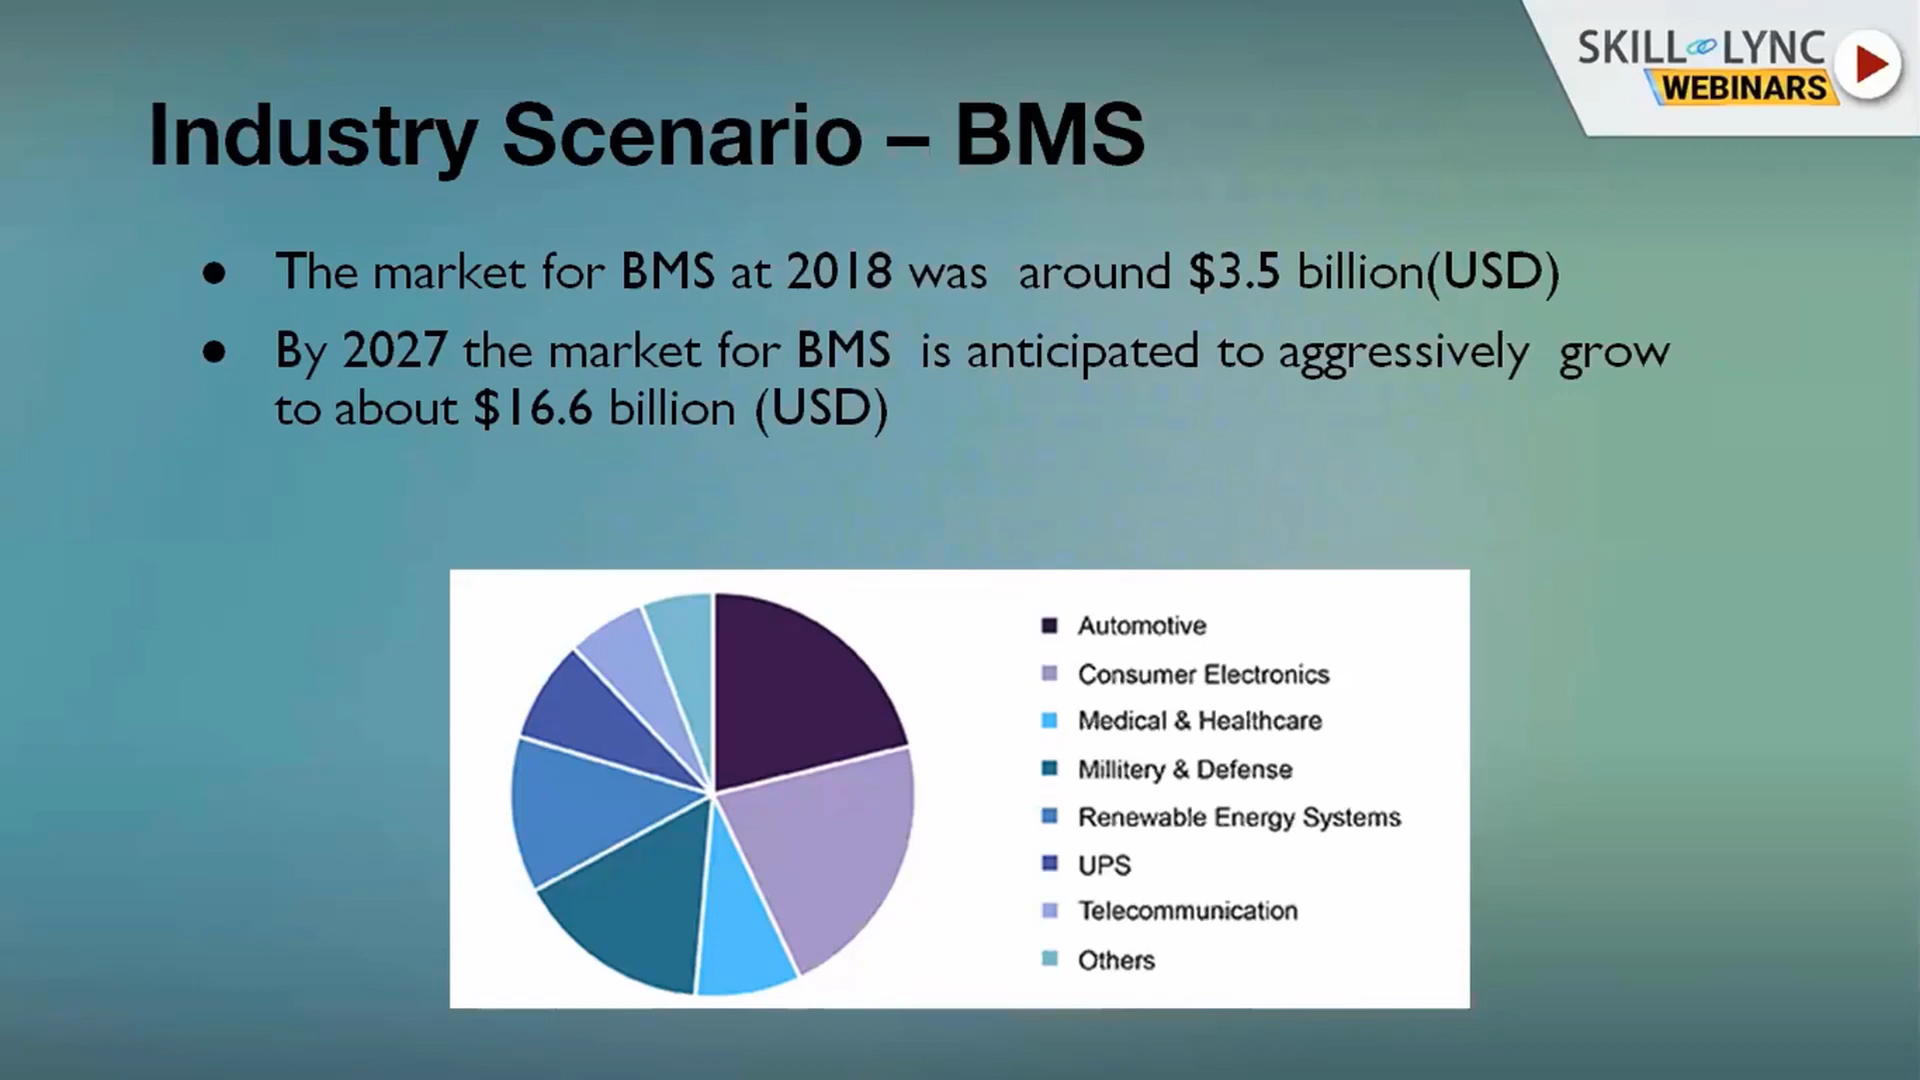 SKILL LYNC
WEBINARS
Industry Scenario – BMS
● The market for BMS at 2018 was around $3.5 billion(USD)
● By 2027 the market for BMS is anticipated to aggressively grow
to about $16.6 billion (USD)
Automotive
Consumer Electronics
Medical & Healthcare
Millitery & Defense
Renewable Energy Systems
UPS
Telecommunication
Others